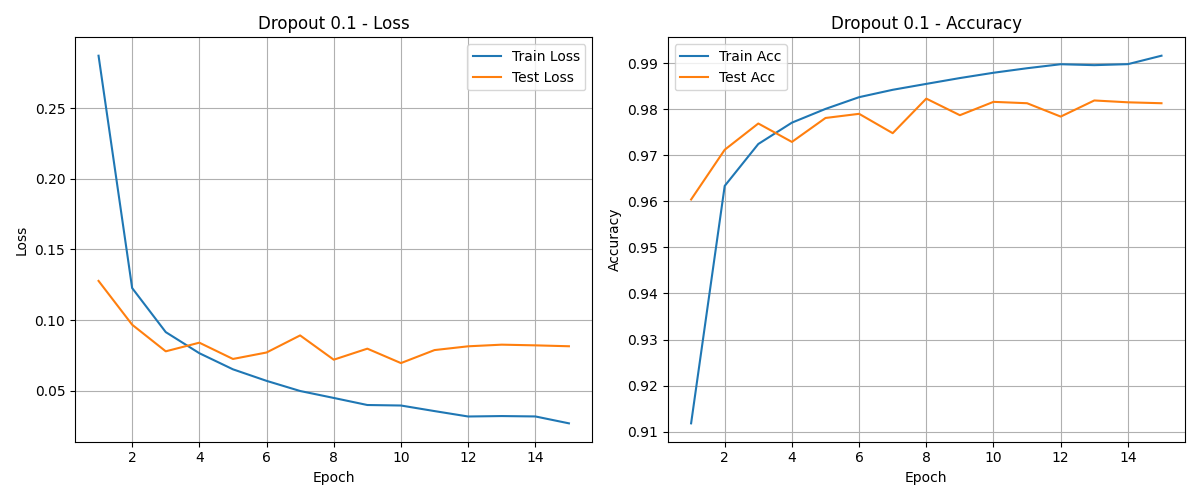 Dropout 0.1 - Loss
Train Loss
Test Loss
0.25
0.20
0.15
0.10
0.05
Loss
2 4 6 8 10 12 14
Epoch
Dropout 0.1 - Accuracy
Train Acc
Test Acc
0.99
0.98
0.97
0.96
0.95
0.94
0.93
0.92
0.91
Accuracy
2 4 6 8 10 12 14
Epoch